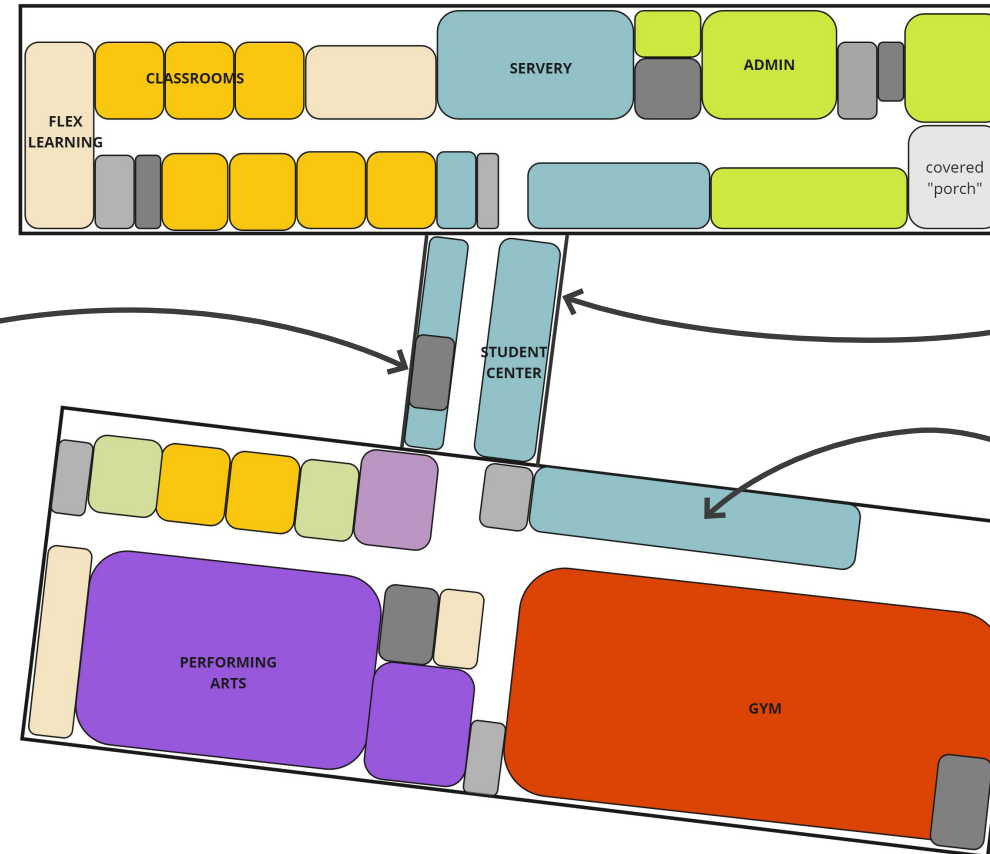 SERVERY
ADMIN
CLASSROOMS
FLEX
LEARNING
covered
"porch"
STUDENT
CENTER
PERFORMING
ARTS
GYM